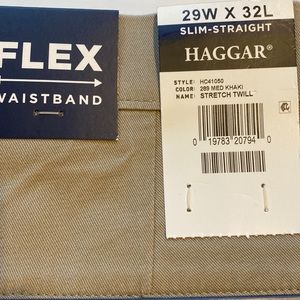 FLEX
WAISTBAND
29W X 32L
SLIM-STRAIGHT
HAGGAR®
STYLE: HC41050
COLOR: 269 MED KHAKI
NAME: STRETCH TWILL
0 19783 20794 0